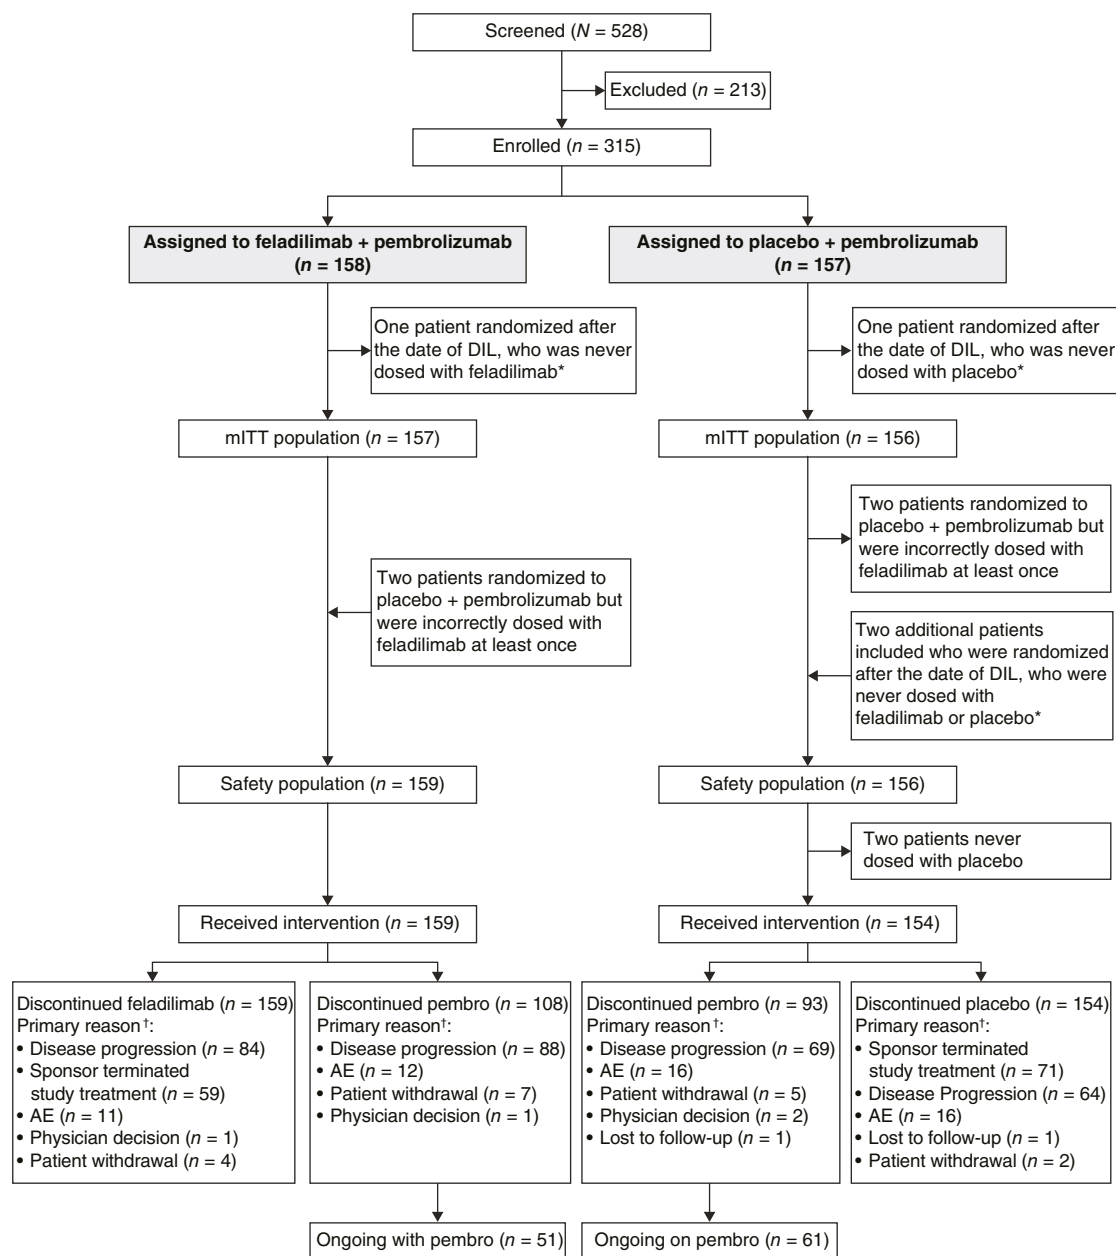 Screened (N = 528)
Excluded (n = 213)
Enrolled (n = 315)
Assigned to feladilimab + pembrolizumab
(n = 158)
Assigned to placebo + pembrolizumab
(n = 157)
One patient randomized after
the date of DIL, who was never
dosed with feladilimab*
One patient randomized after
the date of DIL, who was never
dosed with placebo*
mITT population (n = 157)
mITT population (n = 156)
Two patients randomized to
placebo + pembrolizumab but
were incorrectly dosed with
feladilimab at least once
Two patients randomized to
placebo + pembrolizumab but
were incorrectly dosed with
feladilimab at least once
Two additional patients
included who were randomized
after the date of DIL, who were
never dosed with
feladilimab or placebo*
Safety population (n = 159)
Safety population (n = 156)
Two patients never
dosed with placebo
Received intervention (n = 159)
Received intervention (n = 154)
Discontinued feladilimab (n = 159)
Primary reason†:
• Disease progression (n = 84)
• Sponsor terminated
study treatment (n = 59)
• AE (n = 11)
• Physician decision (n = 1)
• Patient withdrawal (n = 4)
Discontinued pembro (n = 108)
Primary reason†:
• Disease progression (n = 88)
• AE (n = 12)
• Patient withdrawal (n = 7)
• Physician decision (n = 1)
Discontinued pembro (n = 93)
Primary reason†:
• Disease progression (n = 69)
• AE (n = 16)
• Patient withdrawal (n = 5)
• Physician decision (n = 2)
• Lost to follow-up (n = 1)
Discontinued placebo (n = 154)
Primary reason†:
• Sponsor terminated
study treatment (n = 71)
• Disease Progression (n = 64)
• AE (n = 16)
• Lost to follow-up (n = 1)
• Patient withdrawal (n = 2)
Ongoing with pembro (n = 51)
Ongoing on pembro (n = 61)